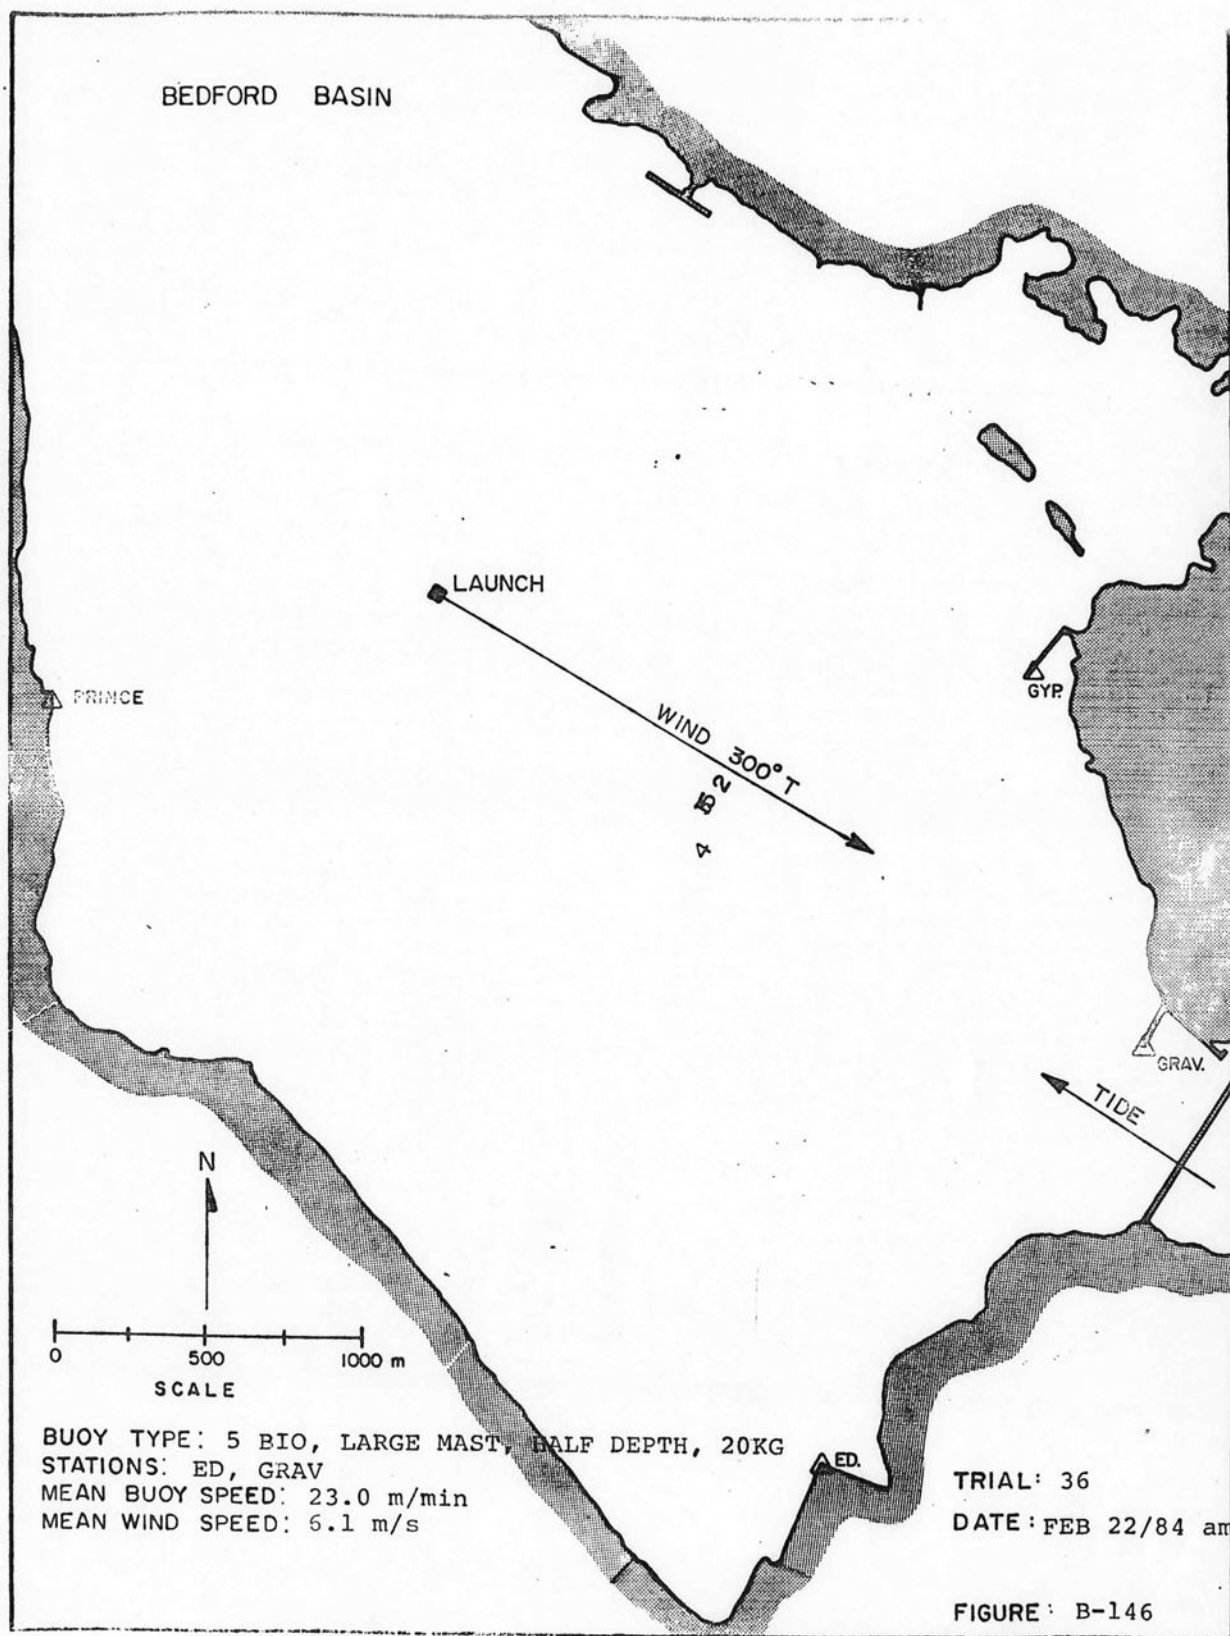 BEDFORD BASIN
LAUNCH
PRINCE
GYP.
WIND 300° T
2
4
GRAV.
TIDE
N
0 500 1000 m
SCALE
ED.
BUOY TYPE: 5 BIO, LARGE MAST, HALF DEPTH, 20KG
STATIONS: ED, GRAV
MEAN BUOY SPEED: 23.0 m/min
MEAN WIND SPEED: 6.1 m/s
TRIAL: 36
DATE: FEB 22/84 am
FIGURE: B-146